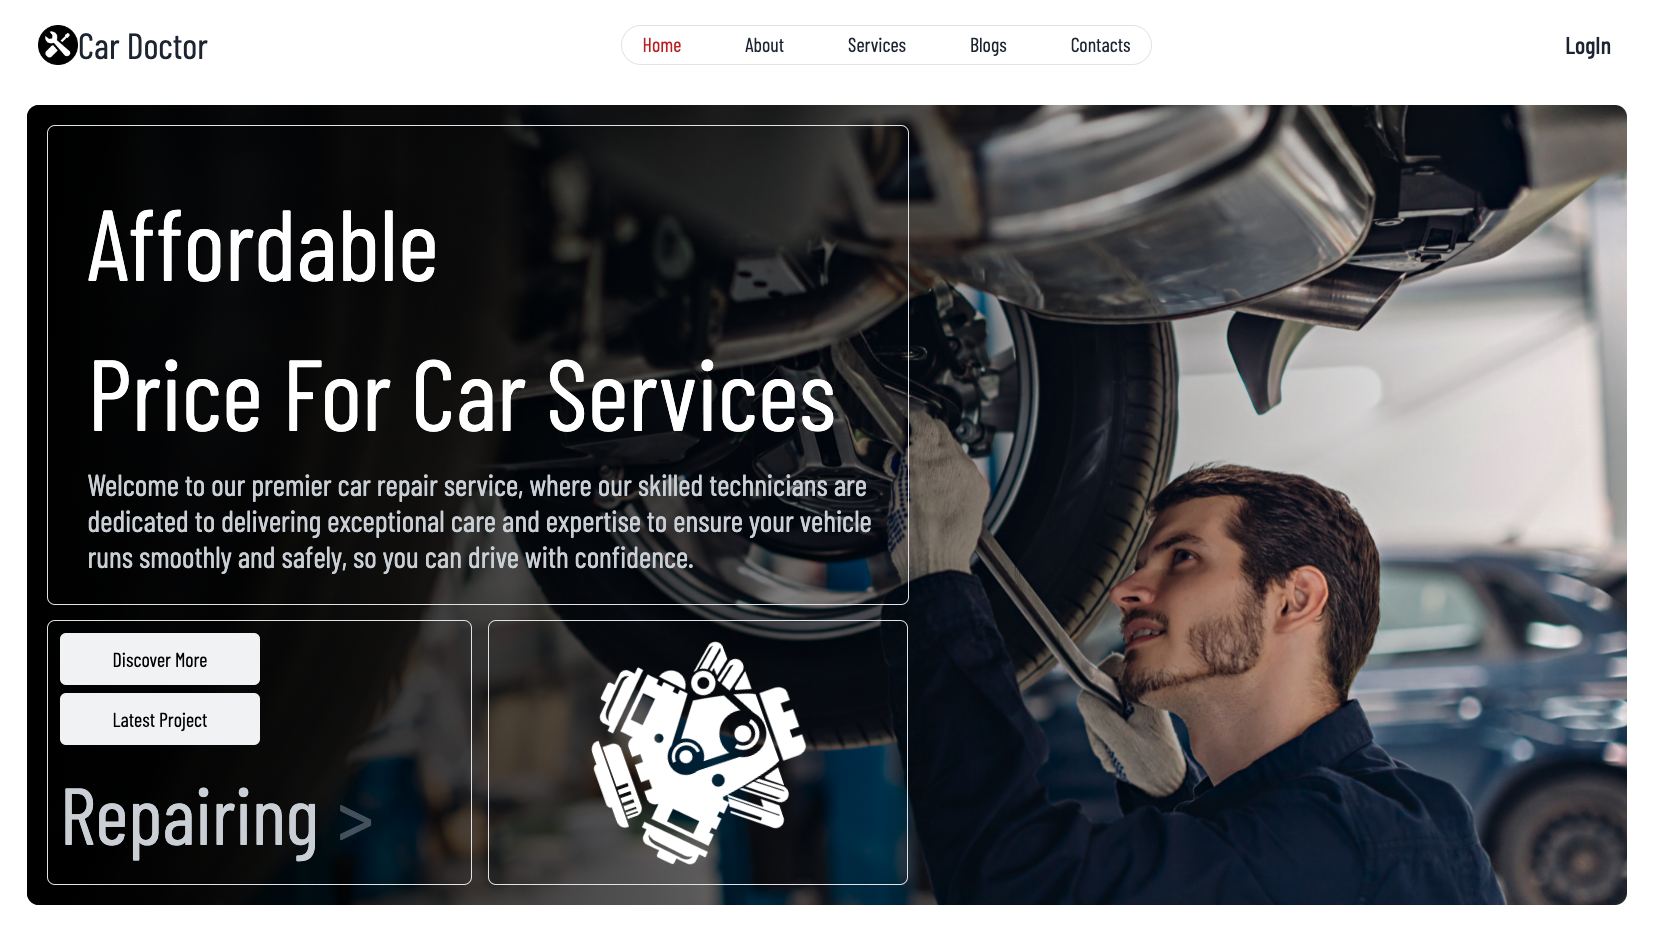 Car Doctor
Home
About
Services
Blogs
Contacts
LogIn
Affordable
Price For Car Services
Welcome to our premier car repair service, where our skilled technicians are
dedicated to delivering exceptional care and expertise to ensure your vehicle
runs smoothly and safely, so you can drive with confidence.
Discover More
Latest Project
Repairing >